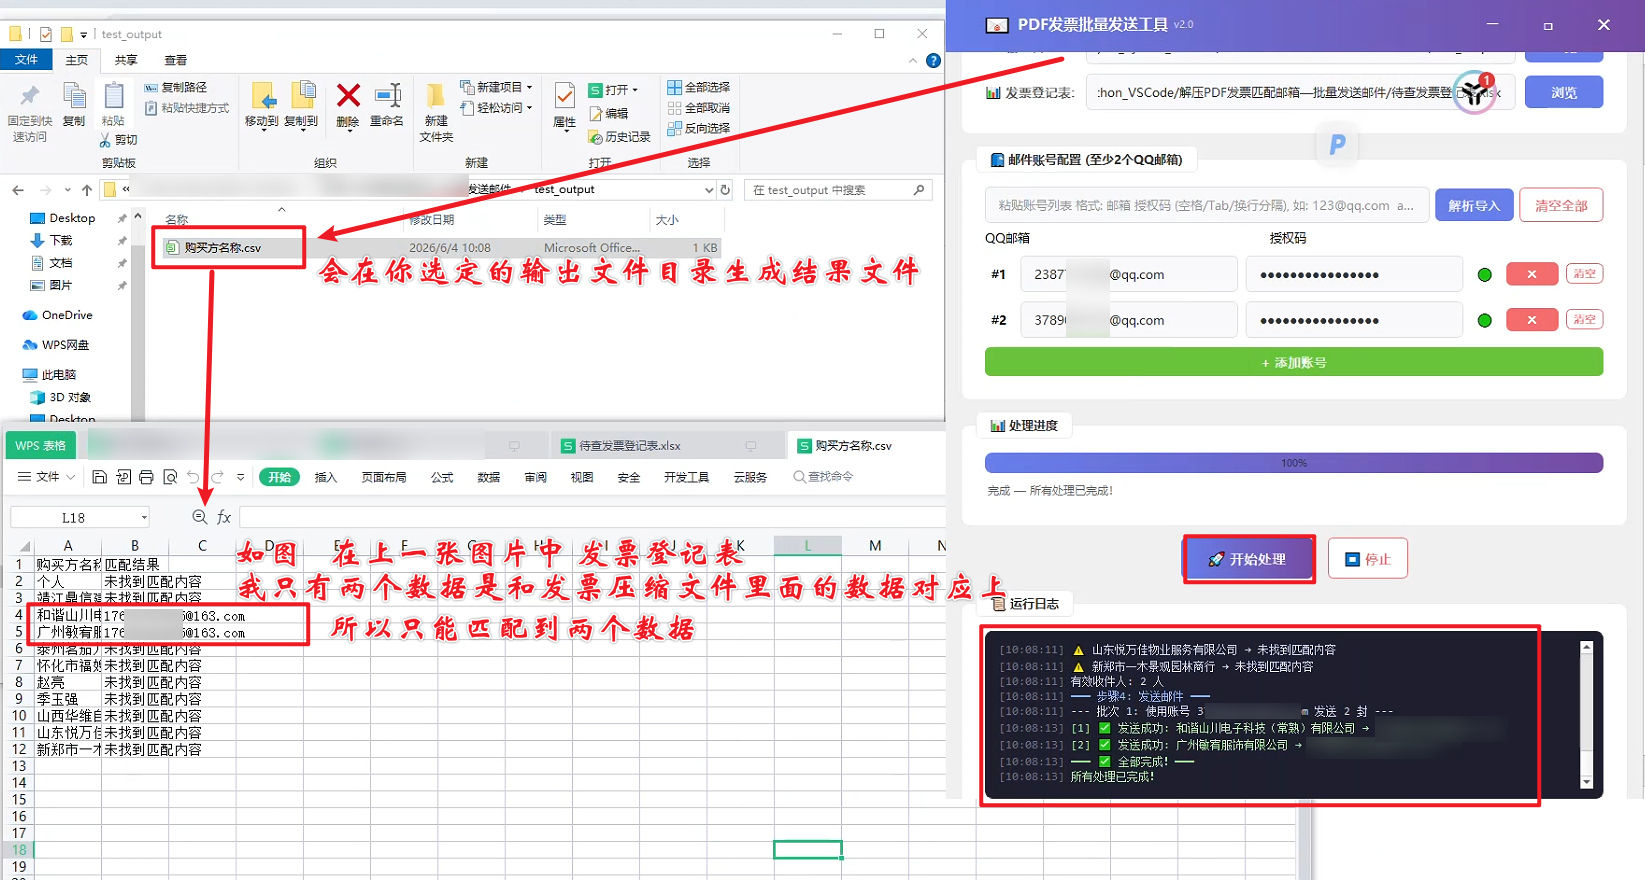 test_output
文件 主页 共享 查看
固定到快速访问
复制
粘贴
复制路径
粘贴快捷方式
剪切
剪贴板
移动到 复制到 删除 重命名
组织
新建文件夹
新建项目
轻松访问
新建
属性
打开
编辑
历史记录
打开
全部选择
全部取消
反向选择
选择
« 发送邮件 test_output
在 test_output 中搜索
Desktop
下载
文档
图片
OneDrive
WPS网盘
此电脑
3D 对象
Desktop
名称 修改日期 类型 大小
购买方名称.csv 2026/6/4 10:08 Microsoft Office... 1 KB
会在你选定的输出文件目录生成结果文件
WPS 表格 待查发票登记表.xlsx 购买方名称.csv
文件 开始 插入 页面布局 公式 数据 审阅 视图 安全 开发工具 云服务 查找命令
L18 fx
A B C D E F G H I J K L M N
1 购买方名称 匹配结果
2 个人 未找到匹配内容
3 靖江鼎信 未找到匹配内容
4 和谐山川电 176 @163.com
5 广州敏宥服 176 @163.com
6 泰州茗茄 未找到匹配内容
7 怀化市福 未找到匹配内容
8 赵亮 未找到匹配内容
9 季玉强 未找到匹配内容
10 山西华维 未找到匹配内容
11 山东悦万佳 未找到匹配内容
12 新郑市一木 未找到匹配内容
13
14
15
16
17
18
19
如图 在上一张图片中 发票登记表
我只有两个数据是和发票压缩文件里面的数据对应上
所以只能匹配到两个数据
PDF发票批量发送工具 v2.0
发票登记表: :hon_VSCode/解压PDF发票匹配邮箱—批量发送邮件/待查发票登记 xlsx
1
浏览
P
邮件账号配置 (至少2个QQ邮箱)
粘贴账号列表 格式: 邮箱 授权码 (空格/Tab/换行分隔), 如: 123@qq.com a...
解析导入 清空全部
QQ邮箱 授权码
#1 2387 @qq.com ●●●●●●●●●●●●●●●● × 清空
#2 3789 @qq.com ●●●●●●●●●●●●●●●● × 清空
+ 添加账号
处理进度
100%
完成 — 所有处理已完成!
开始处理 停止
运行日志
[10:08:11] ⚠ 山东悦万佳物业服务有限公司 → 未找到匹配内容
[10:08:11] ⚠ 新郑市一木景观园林商行 → 未找到匹配内容
[10:08:11] 有效收件人: 2 人
[10:08:11] —— 步骤4: 发送邮件 ——
[10:08:11] --- 批次 1: 使用账号 3 m 发送 2 封 ---
[10:08:13] [1] ✅ 发送成功: 和谐山川电子科技（常熟）有限公司 →
[10:08:13] [2] ✅ 发送成功: 广州敏宥服饰有限公司 →
[10:08:13] —— ✅ 全部完成! ——
[10:08:13] 所有处理已完成!